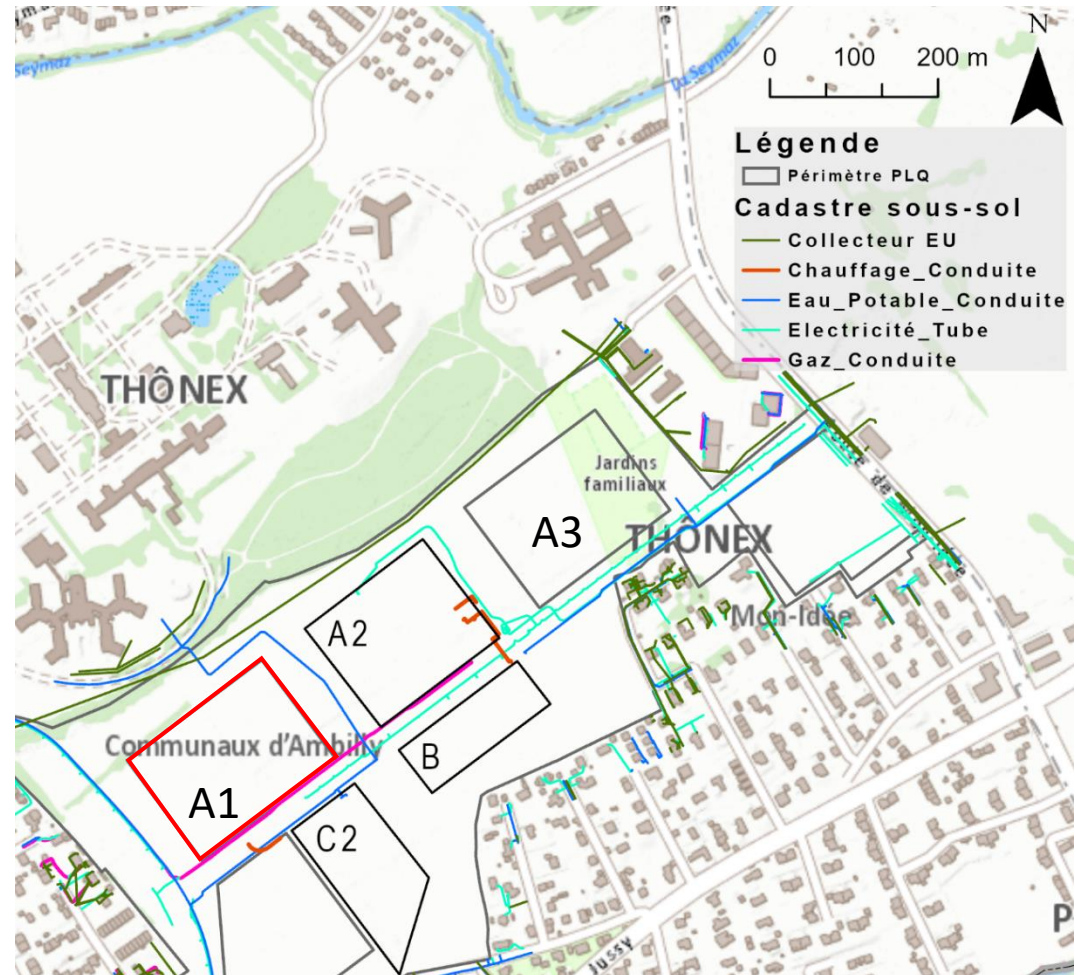 Seymaz
La Seymaz
N
0 100 200 m
Légende
Périmètre PLQ
Cadastre sous-sol
Collecteur EU
Chauffage_Conduite
Eau_Potable_Conduite
Electricité_Tube
Gaz_Conduite
THÔNEX
Jardins
familiaux
A3
THÔNEX
de
Mon-Idée
A2
Communaux d'Ambilly
B
A1
C2
Jussy
P